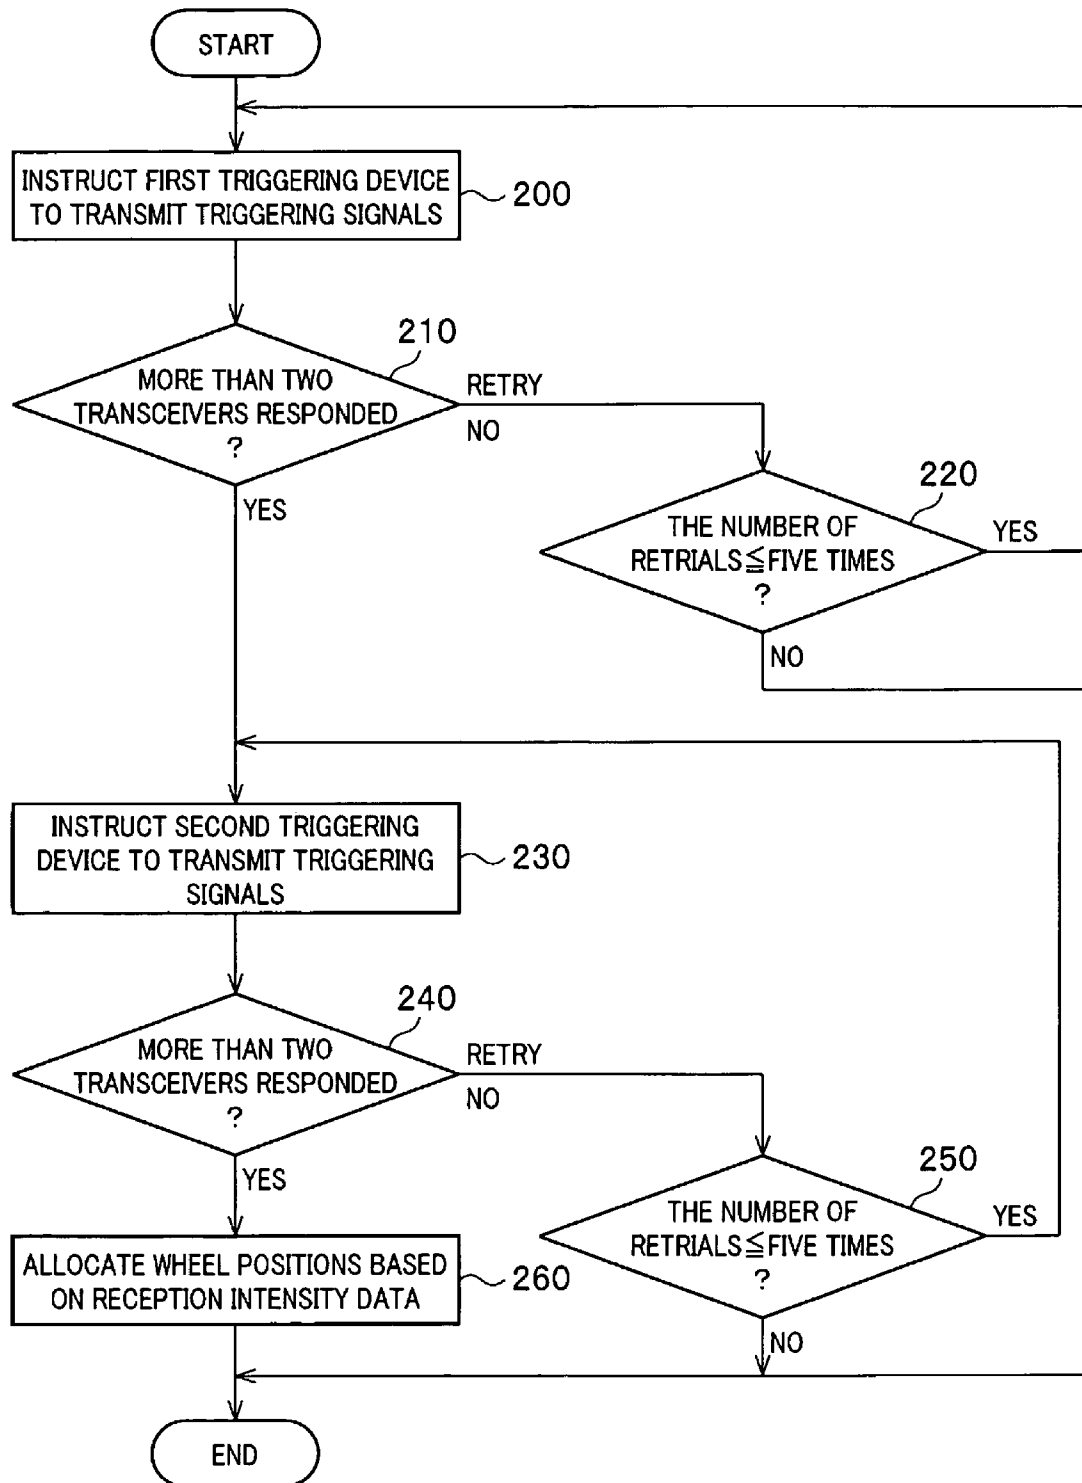 START
INSTRUCT FIRST TRIGGERING DEVICE
TO TRANSMIT TRIGGERING SIGNALS
200
210
MORE THAN TWO
TRANSCEIVERS RESPONDED
?
RETRY
NO
YES
220
THE NUMBER OF
RETRIALS≦FIVE TIMES
?
YES
NO
INSTRUCT SECOND TRIGGERING
DEVICE TO TRANSMIT TRIGGERING
SIGNALS
230
240
MORE THAN TWO
TRANSCEIVERS RESPONDED
?
RETRY
NO
YES
250
THE NUMBER OF
RETRIALS≦FIVE TIMES
?
YES
NO
ALLOCATE WHEEL POSITIONS BASED
ON RECEPTION INTENSITY DATA
260
END